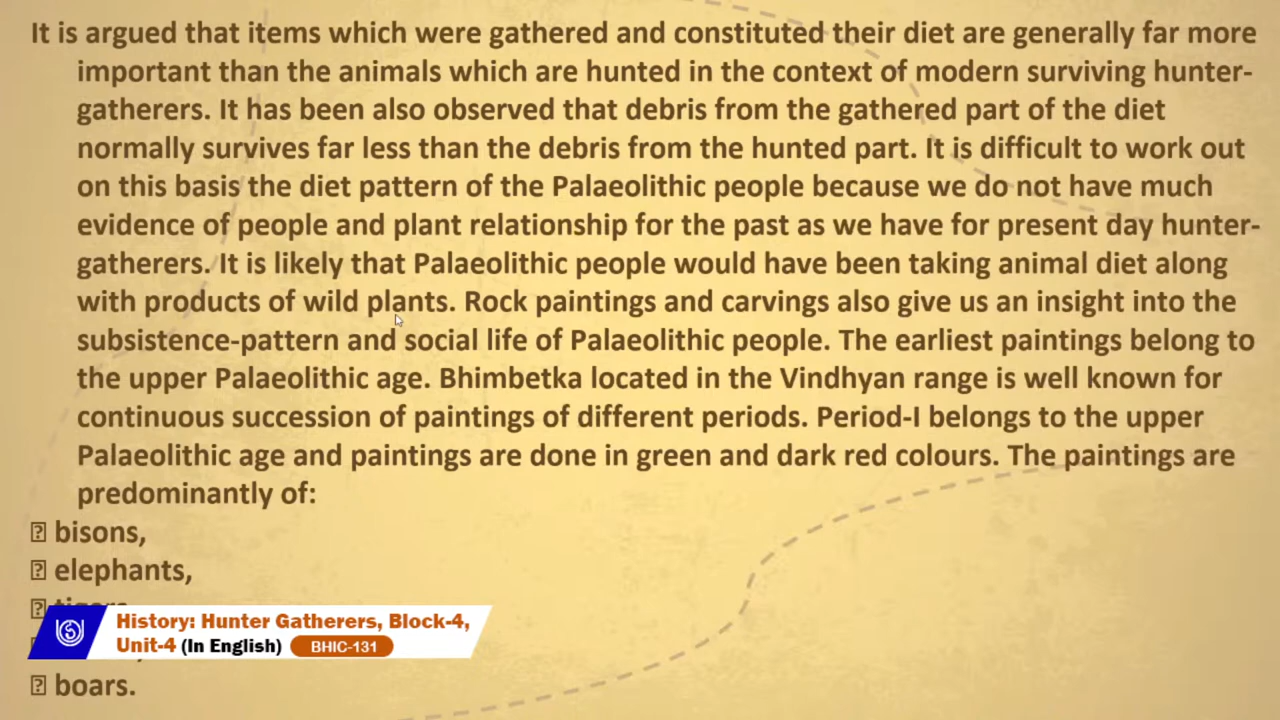 It is argued that items which were gathered and constituted their diet are generally far more
important than the animals which are hunted in the context of modern surviving hunter-
gatherers. It has been also observed that debris from the gathered part of the diet
normally survives far less than the debris from the hunted part. It is difficult to work out
on this basis the diet pattern of the Palaeolithic people because we do not have much
evidence of people and plant relationship for the past as we have for present day hunter-
gatherers. It is likely that Palaeolithic people would have been taking animal diet along
with products of wild plants. Rock paintings and carvings also give us an insight into the
subsistence-pattern and social life of Palaeolithic people. The earliest paintings belong to
the upper Palaeolithic age. Bhimbetka located in the Vindhyan range is well known for
continuous succession of paintings of different periods. Period-I belongs to the upper
Palaeolithic age and paintings are done in green and dark red colours. The paintings are
predominantly of:
bisons,
elephants,
tigers,
History: Hunter Gatherers, Block-4,
Unit-4 (In English) BHIC-131
boars.